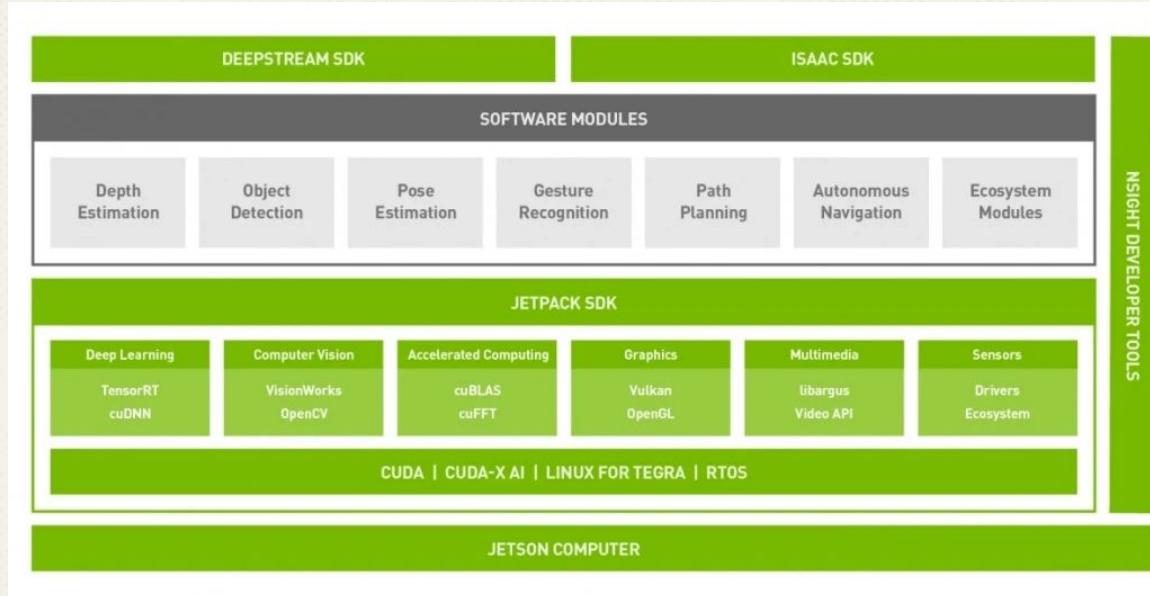 DEEPSTREAM SDK
ISAAC SDK
SOFTWARE MODULES
Depth
Estimation
Object
Detection
Pose
Estimation
Gesture
Recognition
Path
Planning
Autonomous
Navigation
Ecosystem
Modules
JETPACK SDK
Deep Learning
TensorRT
cuDNN
Computer Vision
VisionWorks
OpenCV
Accelerated Computing
cuBLAS
cuFFT
Graphics
Vulkan
OpenGL
Multimedia
libargus
Video API
Sensors
Drivers
Ecosystem
CUDA | CUDA-X AI | LINUX FOR TEGRA | RTOS
NSIGHT DEVELOPER TOOLS
JETSON COMPUTER